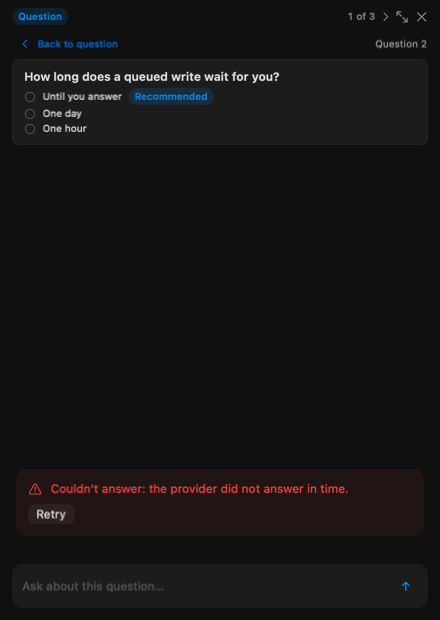 Question
1 of 3
Back to question
Question 2
How long does a queued write wait for you?
Until you answer Recommended
One day
One hour
Couldn't answer: the provider did not answer in time.
Retry
Ask about this question...